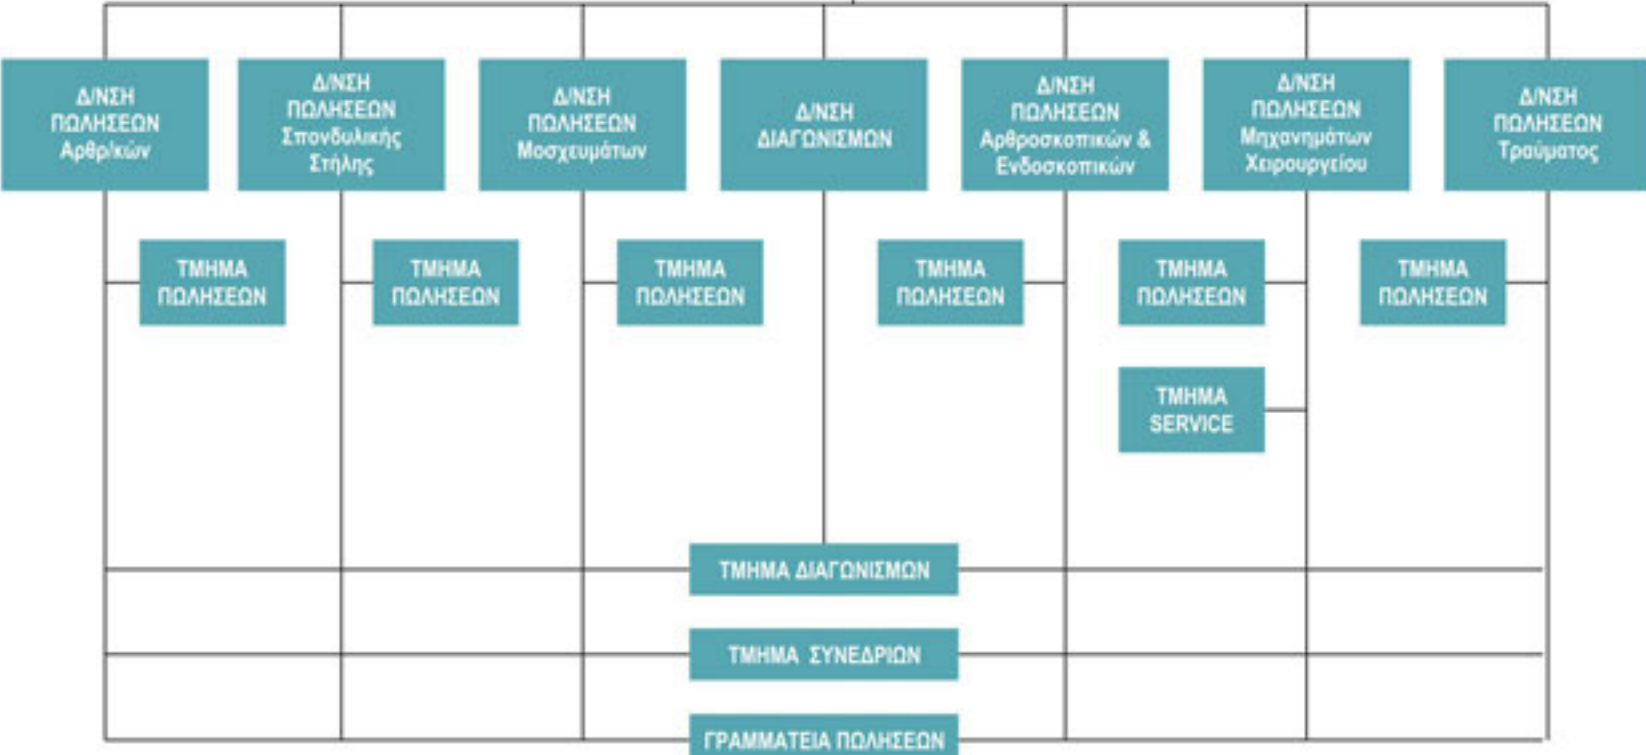 Δ/ΝΣΗ
ΠΩΛΗΣΕΩΝ
Αρθρ/κών
Δ/ΝΣΗ
ΠΩΛΗΣΕΩΝ
Σπονδυλικής
Στήλης
Δ/ΝΣΗ
ΠΩΛΗΣΕΩΝ
Μοσχευμάτων
Δ/ΝΣΗ
ΔΙΑΓΩΝΙΣΜΩΝ
Δ/ΝΣΗ
ΠΩΛΗΣΕΩΝ
Αρθροσκοπικών &
Ενδοσκοπικών
Δ/ΝΣΗ
ΠΩΛΗΣΕΩΝ
Μηχανημάτων
Χειρουργείου
Δ/ΝΣΗ
ΠΩΛΗΣΕΩΝ
Τραύματος
ΤΜΗΜΑ
ΠΩΛΗΣΕΩΝ
ΤΜΗΜΑ
ΠΩΛΗΣΕΩΝ
ΤΜΗΜΑ
ΠΩΛΗΣΕΩΝ
ΤΜΗΜΑ
ΠΩΛΗΣΕΩΝ
ΤΜΗΜΑ
ΠΩΛΗΣΕΩΝ
ΤΜΗΜΑ
ΠΩΛΗΣΕΩΝ
ΤΜΗΜΑ
SERVICE
ΤΜΗΜΑ ΔΙΑΓΩΝΙΣΜΩΝ
ΤΜΗΜΑ ΣΥΝΕΔΡΙΩΝ
ΓΡΑΜΜΑΤΕΙΑ ΠΩΛΗΣΕΩΝ